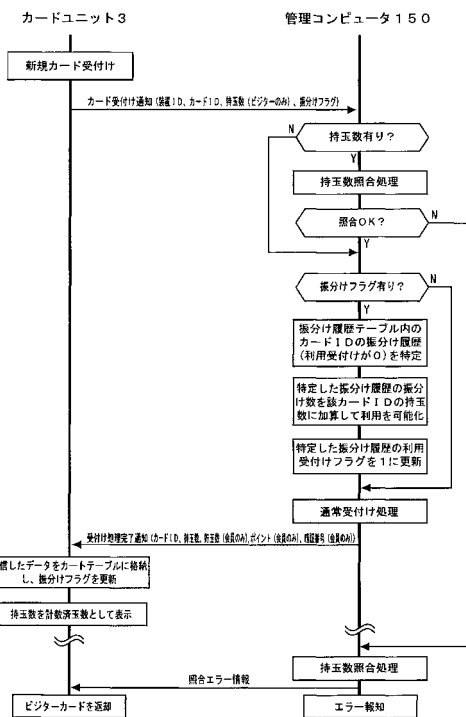 カードユニット３
管理コンピュータ１５０
新規カード受付け
カード受付け通知(装置ＩＤ、カードＩＤ、持玉数(ビジターのみ)、振分けフラグ)
持玉数有り？
N
Y
持玉数照合処理
照合ＯＫ？
N
Y
振分けフラグ有り？
N
Y
振分け履歴テーブル内の
カードＩＤの振分け履歴
(利用受付けが０)を特定
特定した振分け履歴の振分
け数を該カードＩＤの持玉
数に加算して利用を可能化
特定した振分け履歴の利用
受付けフラグを１に更新
通常受付け処理
受付け処理完了通知(カードＩＤ、持玉数、貯玉数(会員のみ)、ポイント(会員のみ)、暗証番号(会員のみ))
信したデータをカートテーブルに格納
し、振分けフラグを更新
持玉数を計数済玉数として表示
持玉数照合処理
照合エラー情報
ビジターカードを返却
エラー報知